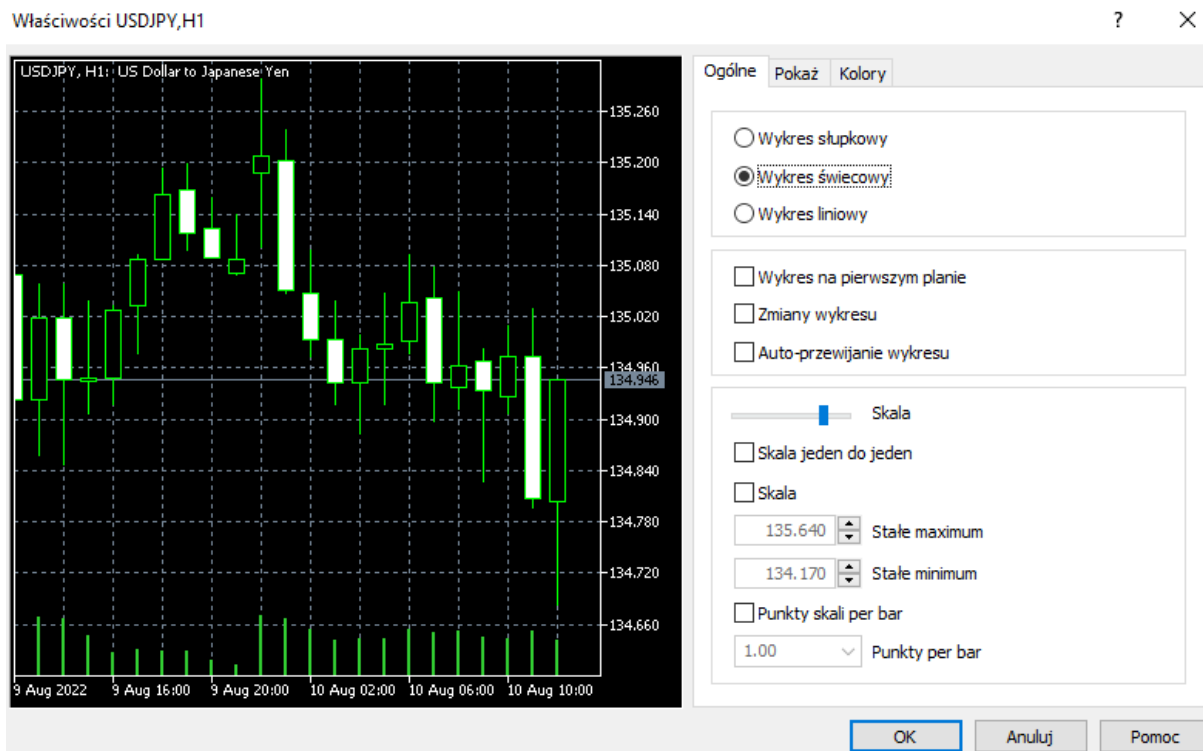 Właściwości USDJPY,H1
?
USDJPY, H1: US Dollar to Japanese Yen
135.260
135.200
135.140
135.080
135.020
134.960
134.946
134.900
134.840
134.780
134.720
134.660
9 Aug 2022
9 Aug 16:00
9 Aug 20:00
10 Aug 02:00
10 Aug 06:00
10 Aug 10:00
Ogólne
Pokaż
Kolory
Wykres słupkowy
Wykres świecowy
Wykres liniowy
Wykres na pierwszym planie
Zmiany wykresu
Auto-przewijanie wykresu
Skala
Skala jeden do jeden
Skala
135.640 Stałe maximum
134.170 Stałe minimum
Punkty skali per bar
1.00 Punkty per bar
OK
Anuluj
Pomoc